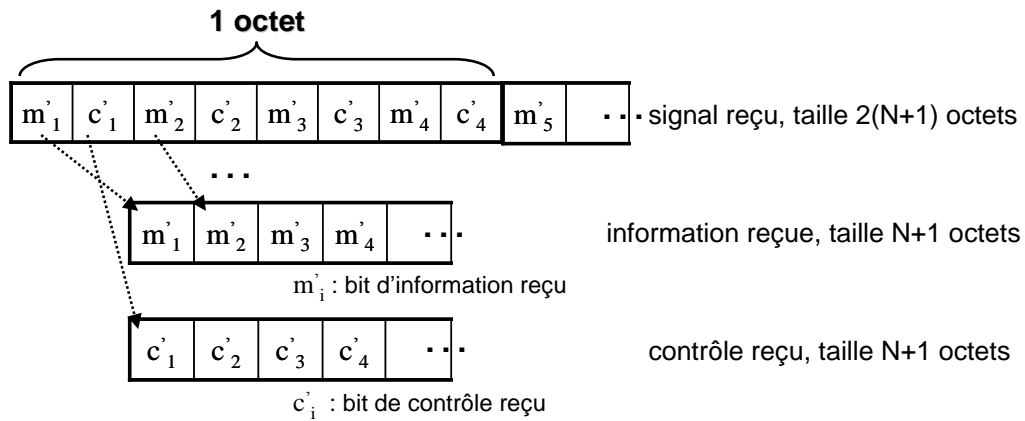 1 octet
m'1 c'1 m'2 c'2 m'3 c'3 m'4 c'4 m'5 ... signal reçu, taille 2(N+1) octets
...
m'1 m'2 m'3 m'4 ... information reçue, taille N+1 octets
m'i : bit d'information reçu
c'1 c'2 c'3 c'4 ... contrôle reçu, taille N+1 octets
c'i : bit de contrôle reçu